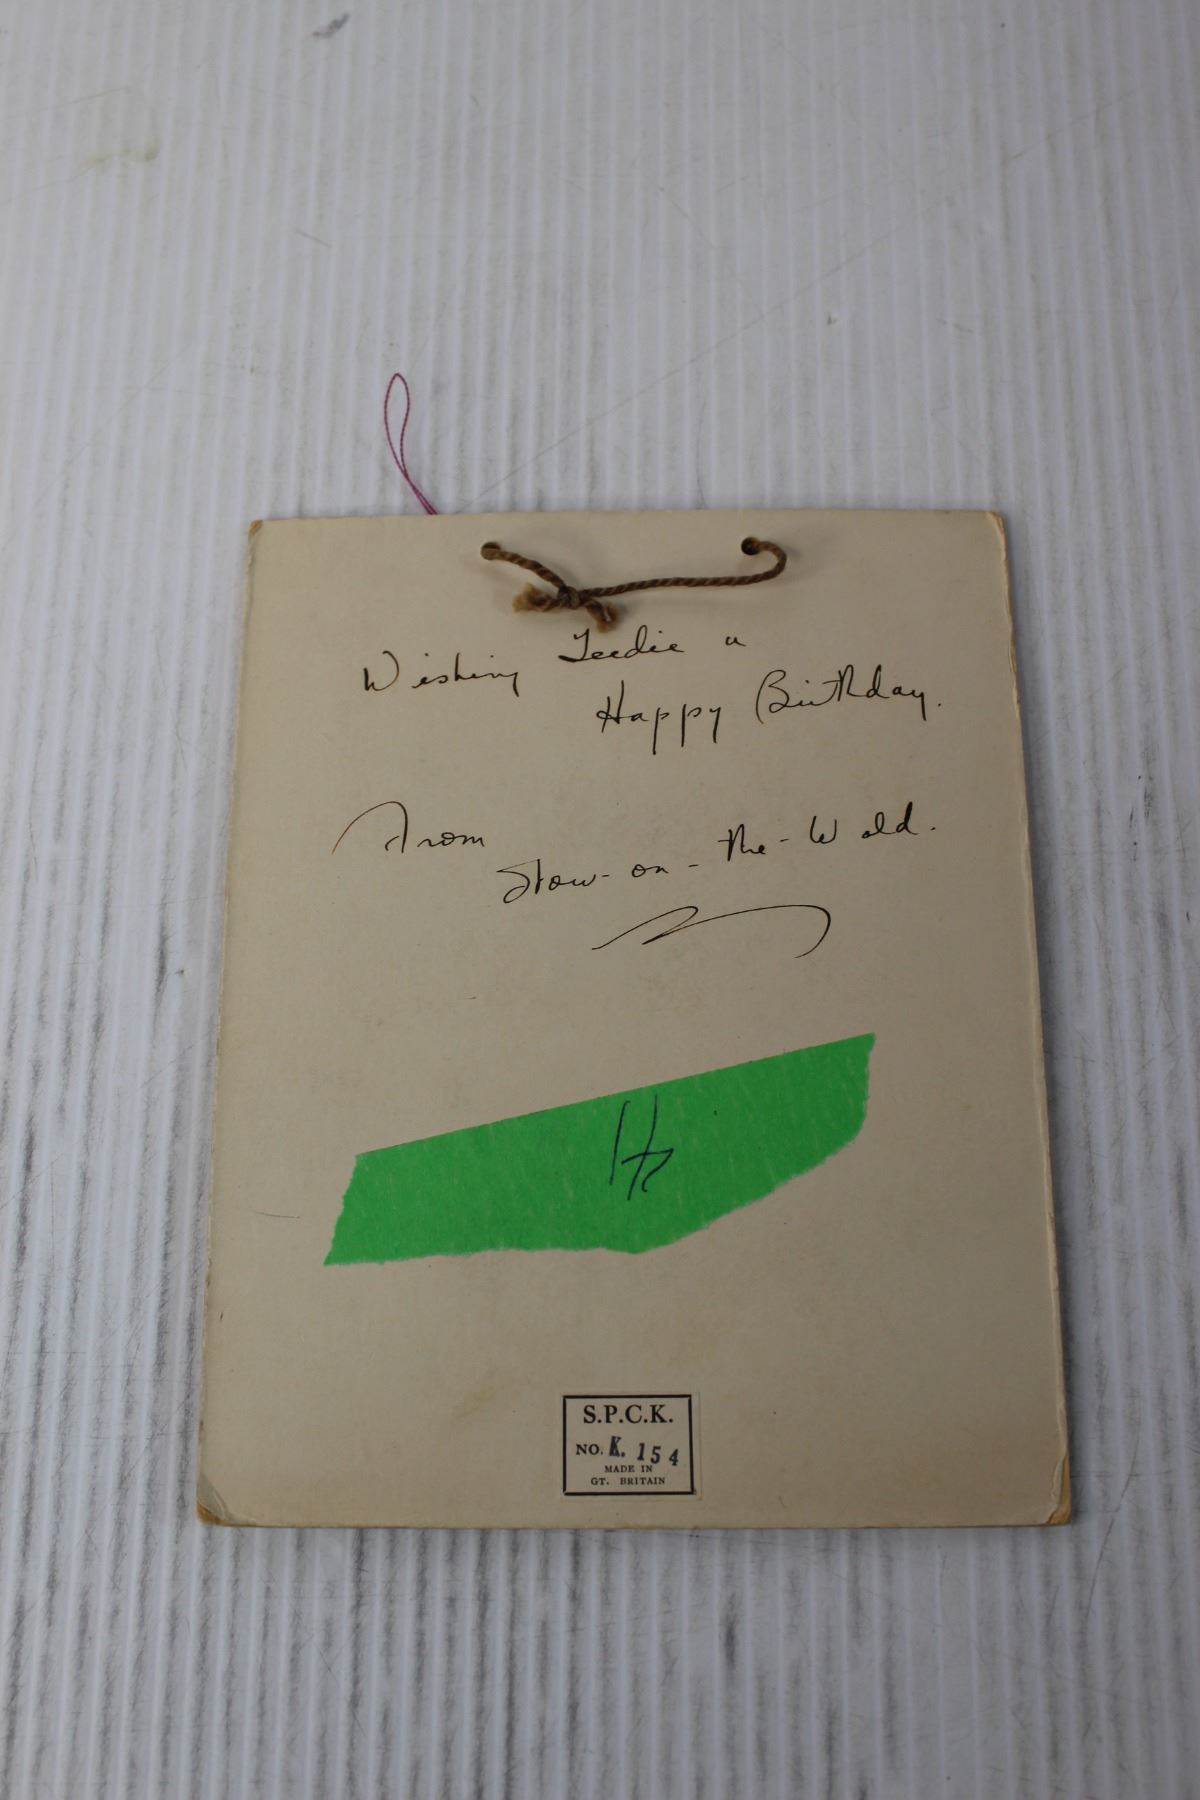 Wishing Teedie a
Happy Birthday.
From
Stow-on-the-Wold.
S.P.C.K.
NO. K. 154
MADE IN
GT. BRITAIN